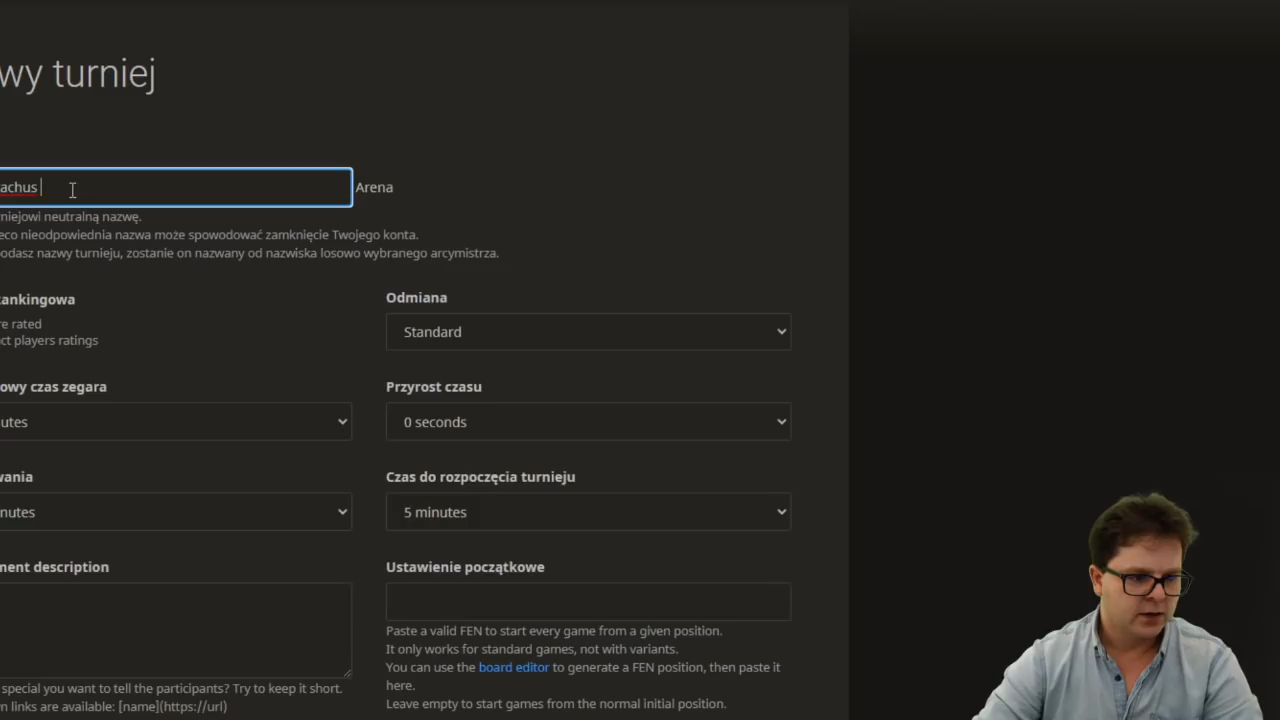 wy turniej
achus
Arena
niejowi neutralną nazwę.
eco nieodpowiednia nazwa może spowodować zamknięcie Twojego konta.
odasz nazwy turnieju, zostanie on nazwany od nazwiska losowo wybranego arcymistrza.
ankingowa
Odmiana
re rated
ct players ratings
Standard
owy czas zegara
Przyrost czasu
utes
0 seconds
wania
Czas do rozpoczęcia turnieju
nutes
5 minutes
ment description
Ustawienie początkowe
Paste a valid FEN to start every game from a given position.
It only works for standard games, not with variants.
You can use the board editor to generate a FEN position, then paste it
here.
Leave empty to start games from the normal initial position.
special you want to tell the participants? Try to keep it short.
n links are available: [name](https://url)